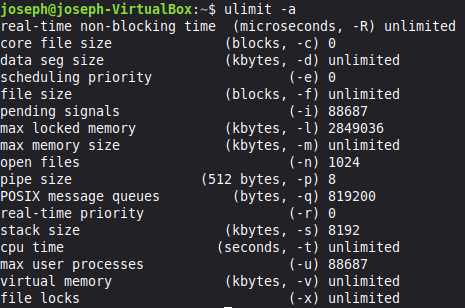 joseph@joseph-VirtualBox:~$ ulimit -a
real-time non-blocking time  (microseconds, -R) unlimited
core file size              (blocks, -c) 0
data seg size               (kbytes, -d) unlimited
scheduling priority                 (-e) 0
file size                   (blocks, -f) unlimited
pending signals                     (-i) 88687
max locked memory           (kbytes, -l) 2849036
max memory size             (kbytes, -m) unlimited
open files                          (-n) 1024
pipe size                (512 bytes, -p) 8
POSIX message queues         (bytes, -q) 819200
real-time priority                  (-r) 0
stack size                  (kbytes, -s) 8192
cpu time                   (seconds, -t) unlimited
max user processes                  (-u) 88687
virtual memory              (kbytes, -v) unlimited
file locks                          (-x) unlimited